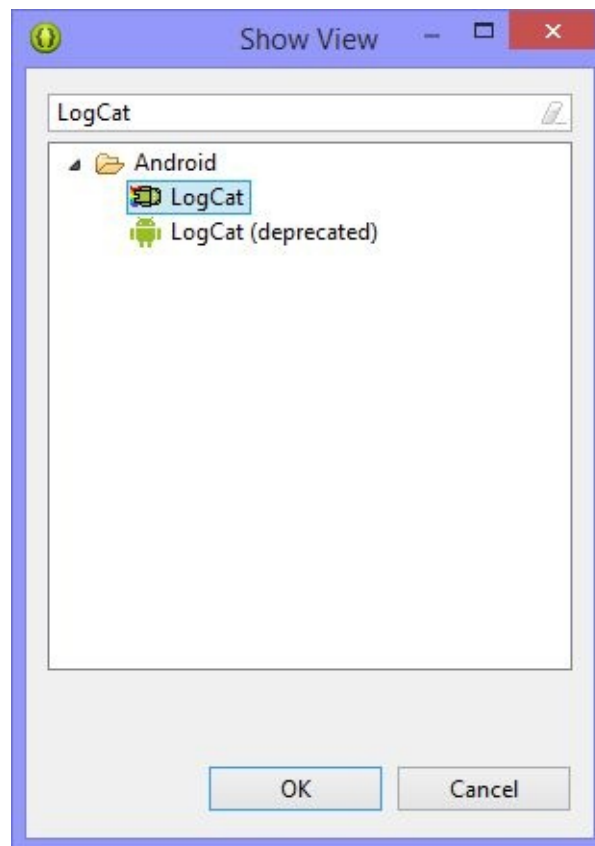 Show View
LogCat
Android
LogCat
LogCat (deprecated)
OK
Cancel